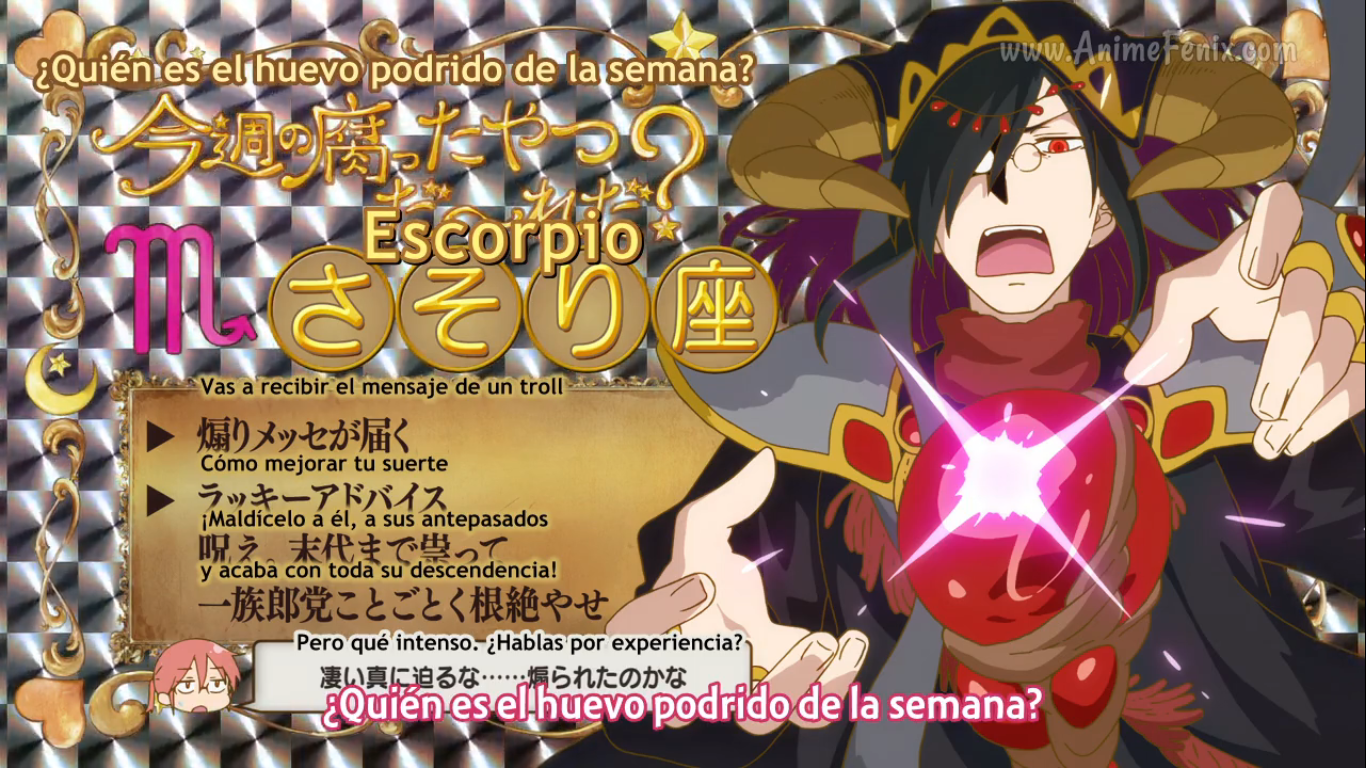 www.AnimeFenix.com
¿Quién es el huevo podrido de la semana?
今週の腐ったやつ
だ〜れだ?
Escorpio
さそり座
Vas a recibir el mensaje de un troll
煽りメッセが届く
Cómo mejorar tu suerte
ラッキーアドバイス
¡Maldícelo a él, a sus antepasados
呪え。末代まで祟って
y acaba con toda su descendencia!
一族郎党ことごとく根絶やせ
Pero qué intenso. ¿Hablas por experiencia?
凄い真に迫るな……煽られたのかな
¿Quién es el huevo podrido de la semana?